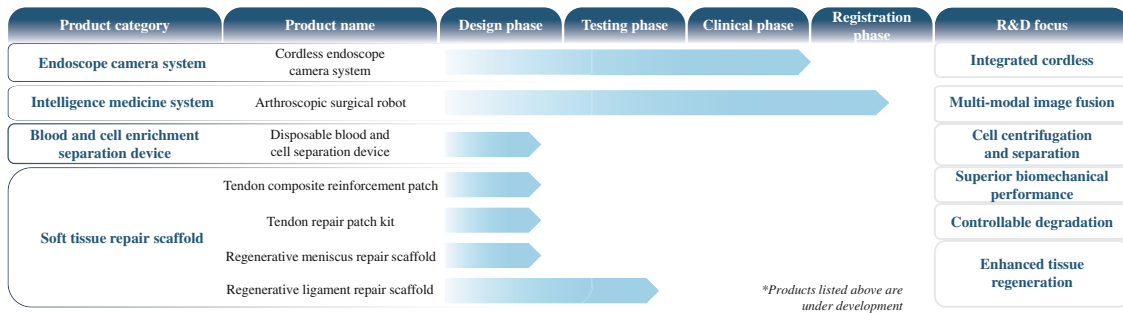 Product category
Product name
Design phase
Testing phase
Clinical phase
Registration
phase
R&D focus
Endoscope camera system
Cordless endoscope
camera system
Integrated cordless
Intelligence medicine system
Arthroscopic surgical robot
Multi-modal image fusion
Blood and cell enrichment
separation device
Disposable blood and
cell separation device
Cell centrifugation
and separation
Soft tissue repair scaffold
Tendon composite reinforcement patch
Superior biomechanical
performance
Tendon repair patch kit
Controllable degradation
Regenerative meniscus repair scaffold
Regenerative ligament repair scaffold
Enhanced tissue
regeneration
*Products listed above are
under development